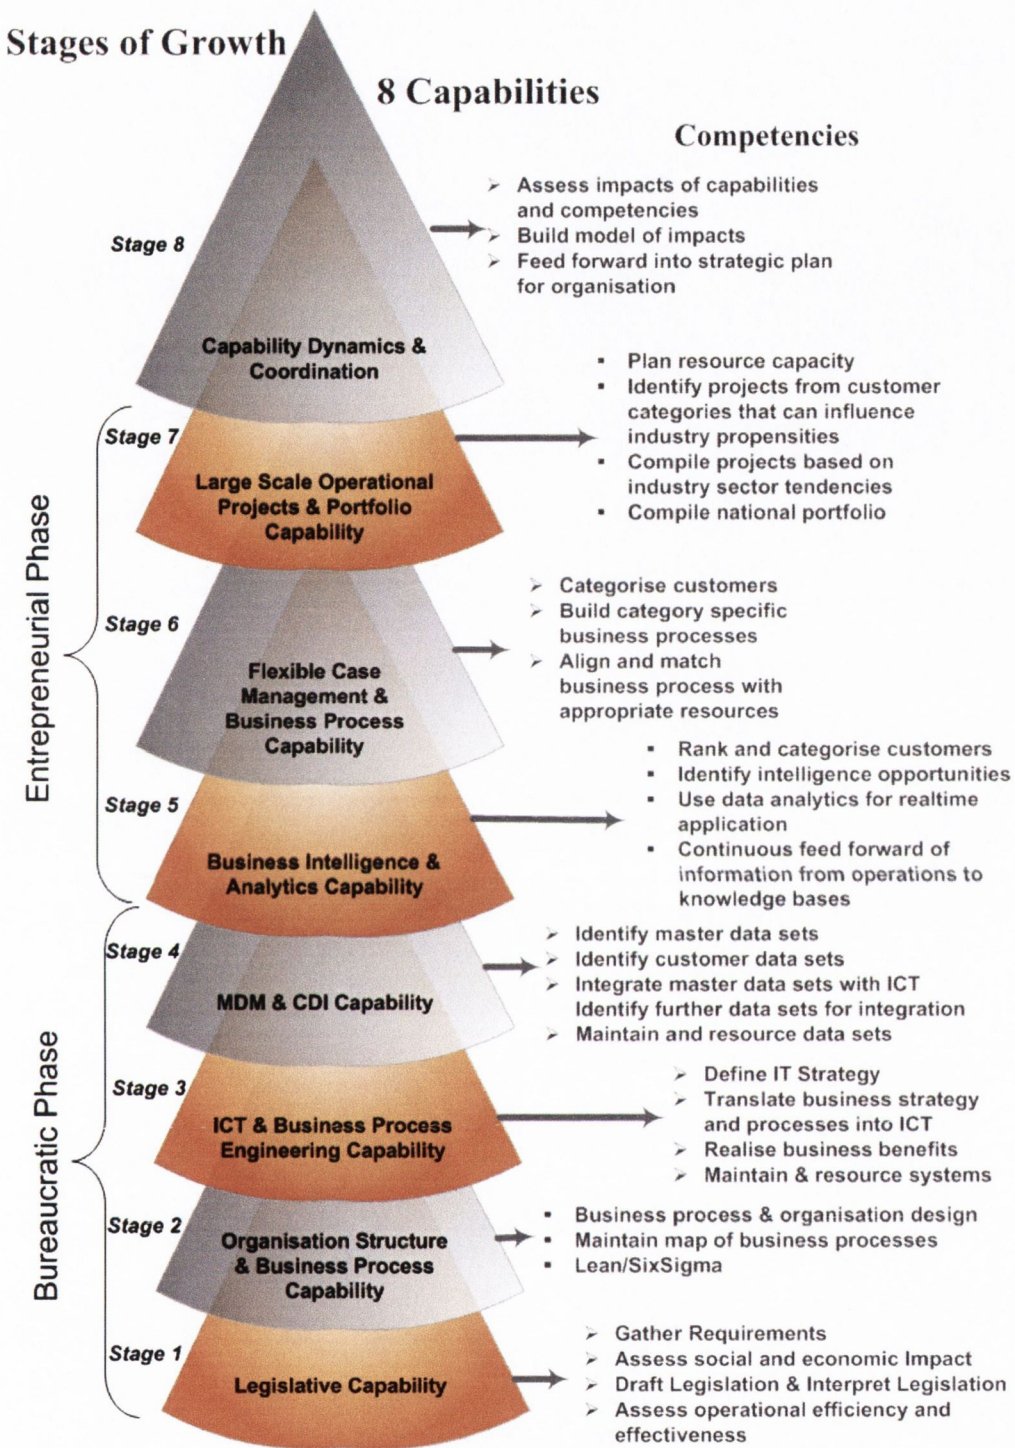 Stages of Growth
8 Capabilities
Competencies
Stage 8
Capability Dynamics &
Coordination
➢ Assess impacts of capabilities
and competencies
➢ Build model of impacts
➢ Feed forward into strategic plan
for organisation
Entrepreneurial Phase
Stage 7
Large Scale Operational
Projects & Portfolio
Capability
▪ Plan resource capacity
▪ Identify projects from customer
categories that can influence
industry propensities
▪ Compile projects based on
industry sector tendencies
▪ Compile national portfolio
Stage 6
Flexible Case
Management &
Business Process
Capability
➢ Categorise customers
➢ Build category specific
business processes
➢ Align and match
business process with
appropriate resources
Stage 5
Business Intelligence &
Analytics Capability
▪ Rank and categorise customers
▪ Identify intelligence opportunities
▪ Use data analytics for realtime
application
▪ Continuous feed forward of
information from operations to
knowledge bases
Bureaucratic Phase
Stage 4
MDM & CDI Capability
➢ Identify master data sets
➢ Identify customer data sets
➢ Integrate master data sets with ICT
Identify further data sets for integration
➢ Maintain and resource data sets
Stage 3
ICT & Business Process
Engineering Capability
➢ Define IT Strategy
➢ Translate business strategy
and processes into ICT
➢ Realise business benefits
➢ Maintain & resource systems
Stage 2
Organisation Structure
& Business Process
Capability
▪ Business process & organisation design
▪ Maintain map of business processes
▪ Lean/SixSigma
Stage 1
Legislative Capability
➢ Gather Requirements
➢ Assess social and economic Impact
➢ Draft Legislation & Interpret Legislation
➢ Assess operational efficiency and
effectiveness